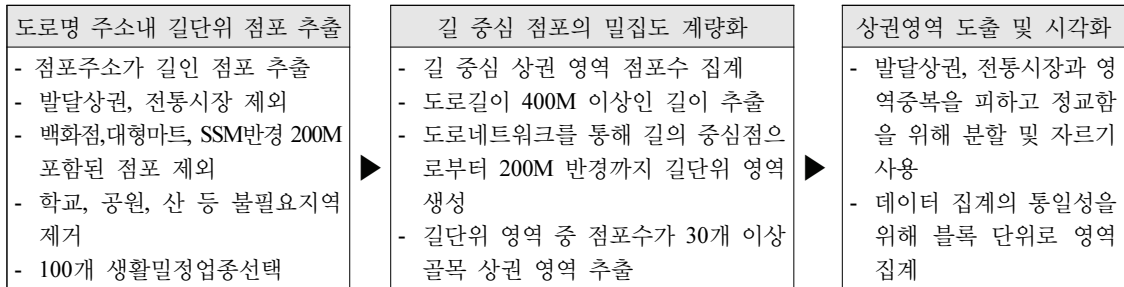 도로명 주소내 길단위 점포 추출
- 점포주소가 길인 점포 추출
- 발달상권, 전통시장 제외
- 백화점,대형마트, SSM반경 200M
포함된 점포 제외
- 학교, 공원, 산 등 불필요지역
제거
- 100개 생활밀정업종선택
▶
길 중심 점포의 밀집도 계량화
- 길 중심 상권 영역 점포수 집계
- 도로길이 400M 이상인 길이 추출
- 도로네트워크를 통해 길의 중심점으
로부터 200M 반경까지 길단위 영역
생성
- 길단위 영역 중 점포수가 30개 이상
골목 상권 영역 추출
▶
상권영역 도출 및 시각화
- 발달상권, 전통시장과 영
역중복을 피하고 정교함
을 위해 분할 및 자르기
사용
- 데이터 집계의 통일성을
위해 블록 단위로 영역
집계